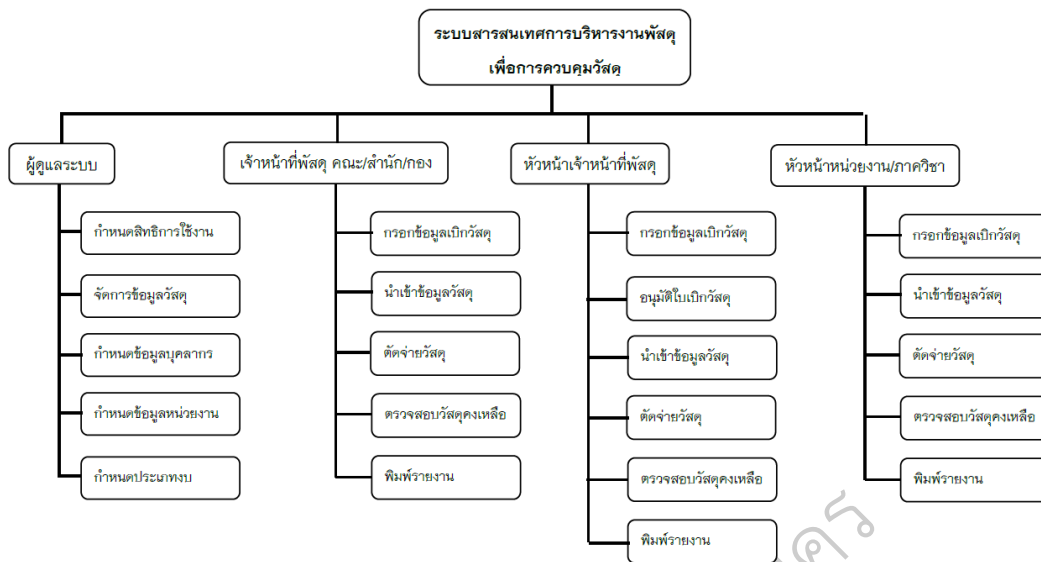 ระบบสารสนเทศการบริหารงานพัสดุ
เพื่อการควบคุมวัสดุ
ผู้ดูแลระบบ
กำหนดสิทธิการใช้งาน
จัดการข้อมูลวัสดุ
กำหนดข้อมูลบุคลากร
กำหนดข้อมูลหน่วยงาน
กำหนดประเภทงบ
เจ้าหน้าที่พัสดุ คณะ/สำนัก/กอง
กรอกข้อมูลเบิกวัสดุ
นำเข้าข้อมูลวัสดุ
ตัดจ่ายวัสดุ
ตรวจสอบวัสดุคงเหลือ
พิมพ์รายงาน
หัวหน้าเจ้าหน้าที่พัสดุ
กรอกข้อมูลเบิกวัสดุ
อนุมัติใบเบิกวัสดุ
นำเข้าข้อมูลวัสดุ
ตัดจ่ายวัสดุ
ตรวจสอบวัสดุคงเหลือ
พิมพ์รายงาน
หัวหน้าหน่วยงาน/ภาควิชา
กรอกข้อมูลเบิกวัสดุ
นำเข้าข้อมูลวัสดุ
ตัดจ่ายวัสดุ
ตรวจสอบวัสดุคงเหลือ
พิมพ์รายงาน